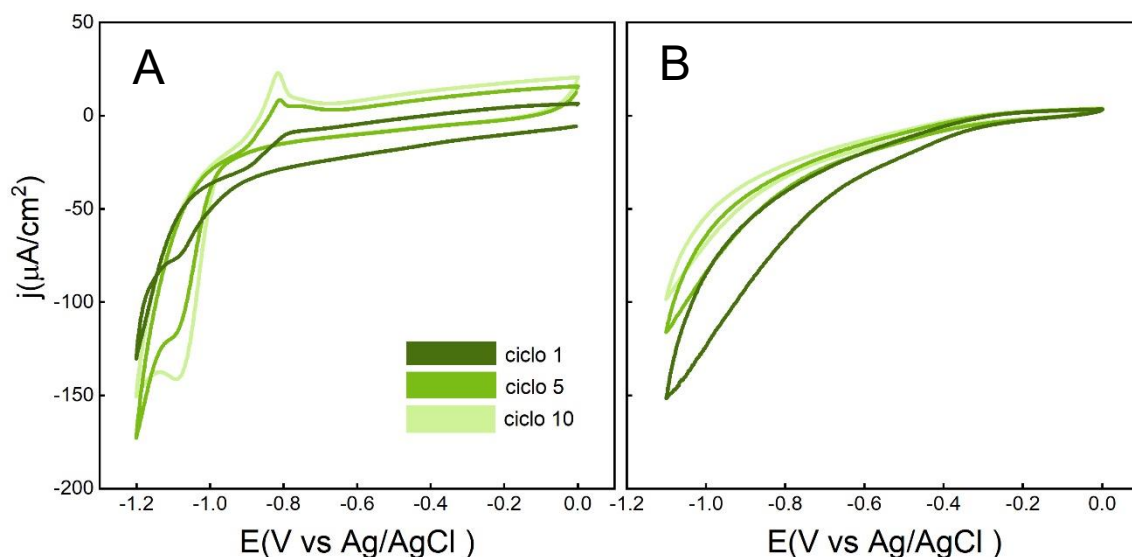 A
B
50
0
-50
-100
-150
-200
j(μA/cm²)
ciclo 1
ciclo 5
ciclo 10
-1.2 -1.0 -0.8 -0.6 -0.4 -0.2 0.0
-1.2 -1.0 -0.8 -0.6 -0.4 -0.2 0.0
E(V vs Ag/AgCl )
E(V vs Ag/AgCl )